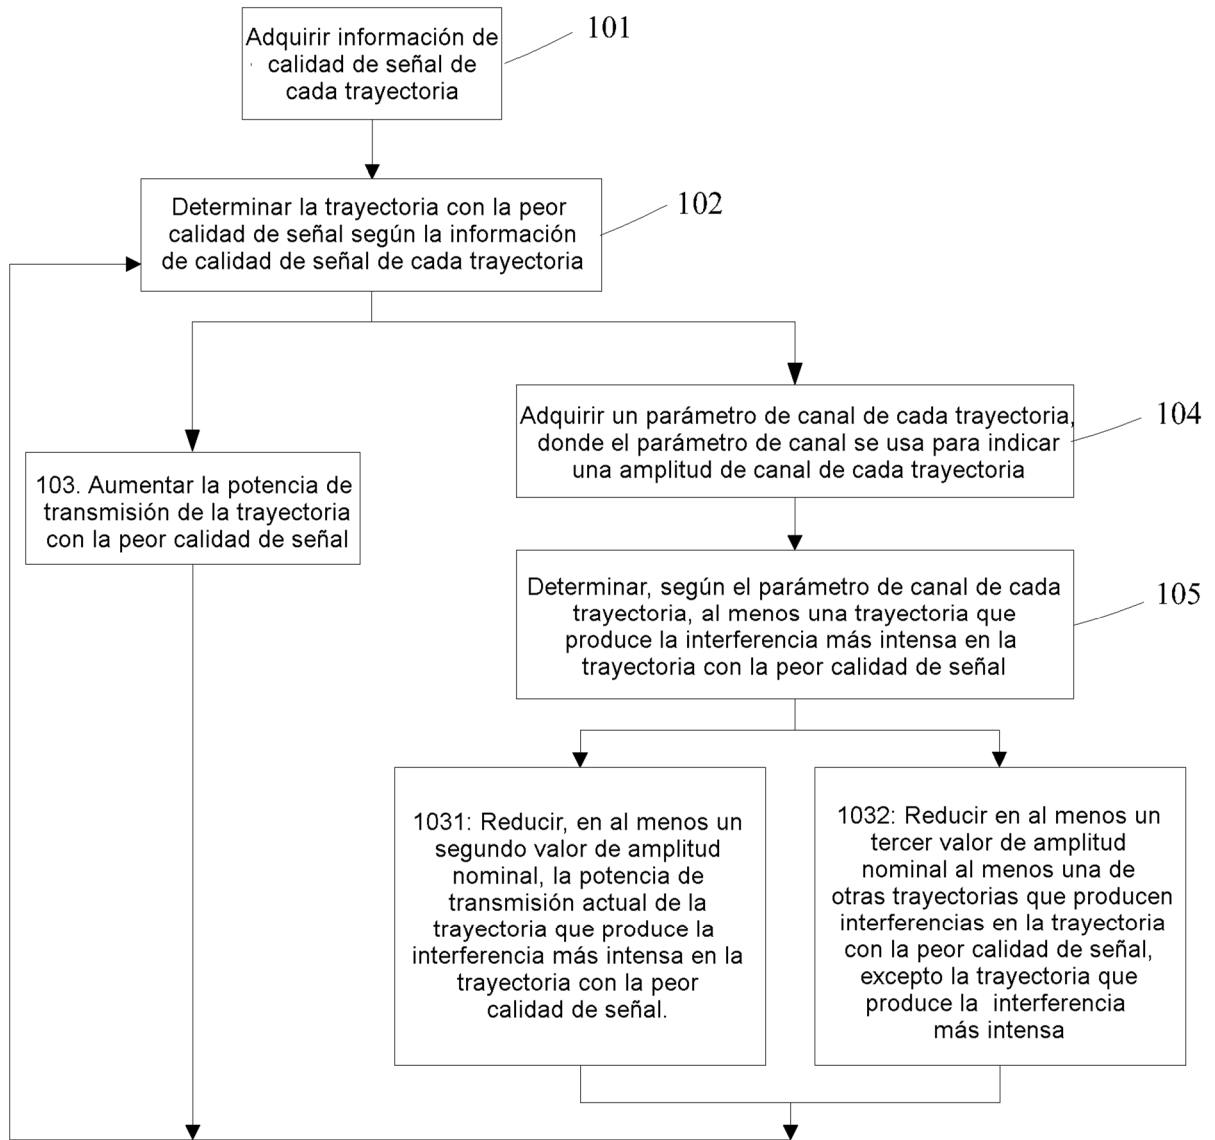 Adquirir información de
calidad de señal de
cada trayectoria
101
Determinar la trayectoria con la peor
calidad de señal según la información
de calidad de señal de cada trayectoria
102
103. Aumentar la potencia de
transmisión de la trayectoria
con la peor calidad de señal
Adquirir un parámetro de canal de cada trayectoria,
donde el parámetro de canal se usa para indicar
una amplitud de canal de cada trayectoria
104
Determinar, según el parámetro de canal de cada
trayectoria, al menos una trayectoria que
produce la interferencia más intensa en la
trayectoria con la peor calidad de señal
105
1031: Reducir, en al menos un
segundo valor de amplitud
nominal, la potencia de
transmisión actual de la
trayectoria que produce la
interferencia más intensa en la
trayectoria con la peor
calidad de señal.
1032: Reducir en al menos un
tercer valor de amplitud
nominal al menos una de
otras trayectorias que producen
interferencias en la trayectoria
con la peor calidad de señal,
excepto la trayectoria que
produce la interferencia
más intensa